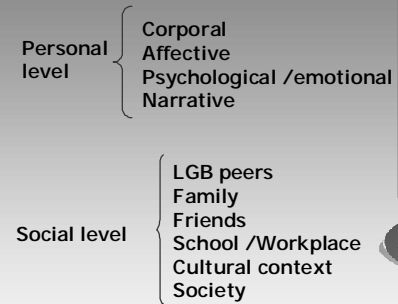 Personal level
Corporal
Affective
Psychological /emotional
Narrative
Social level
LGB peers
Family
Friends
School /Workplace
Cultural context
Society